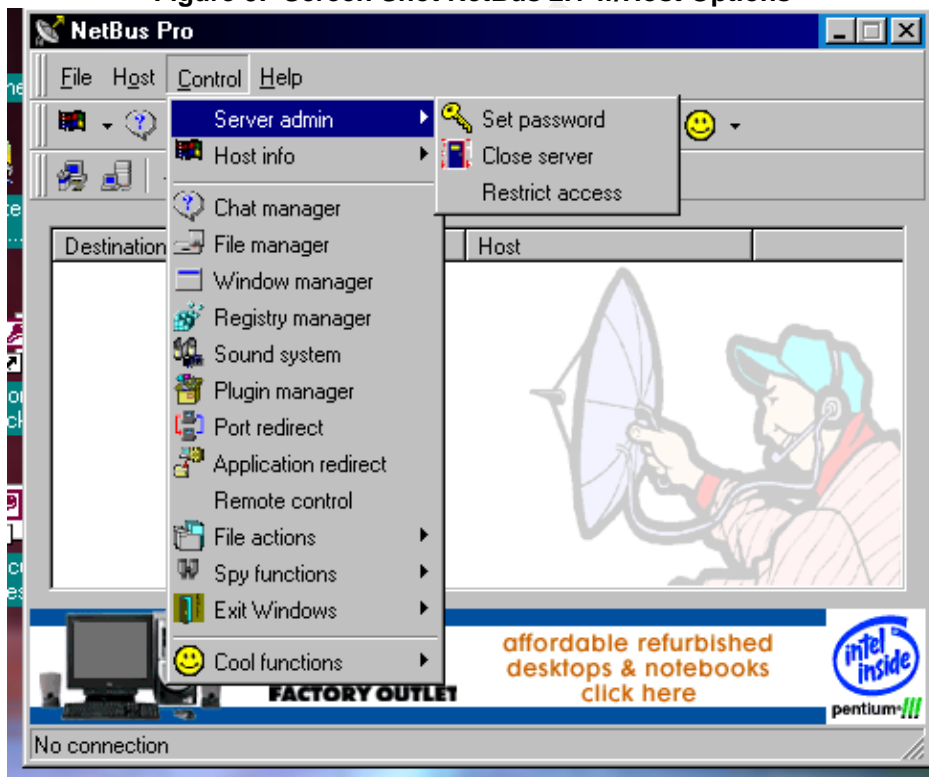 NetBus Pro
File Host Control Help
Server admin
Set password
Host info
Close server
Restrict access
Chat manager
Destination
File manager
Host
Window manager
Registry manager
Sound system
Plugin manager
Port redirect
Application redirect
Remote control
File actions
Spy functions
Exit Windows
Cool functions
FACTORY OUTLET
affordable refurbished
desktops & notebooks
click here
intel
inside
pentium III
No connection